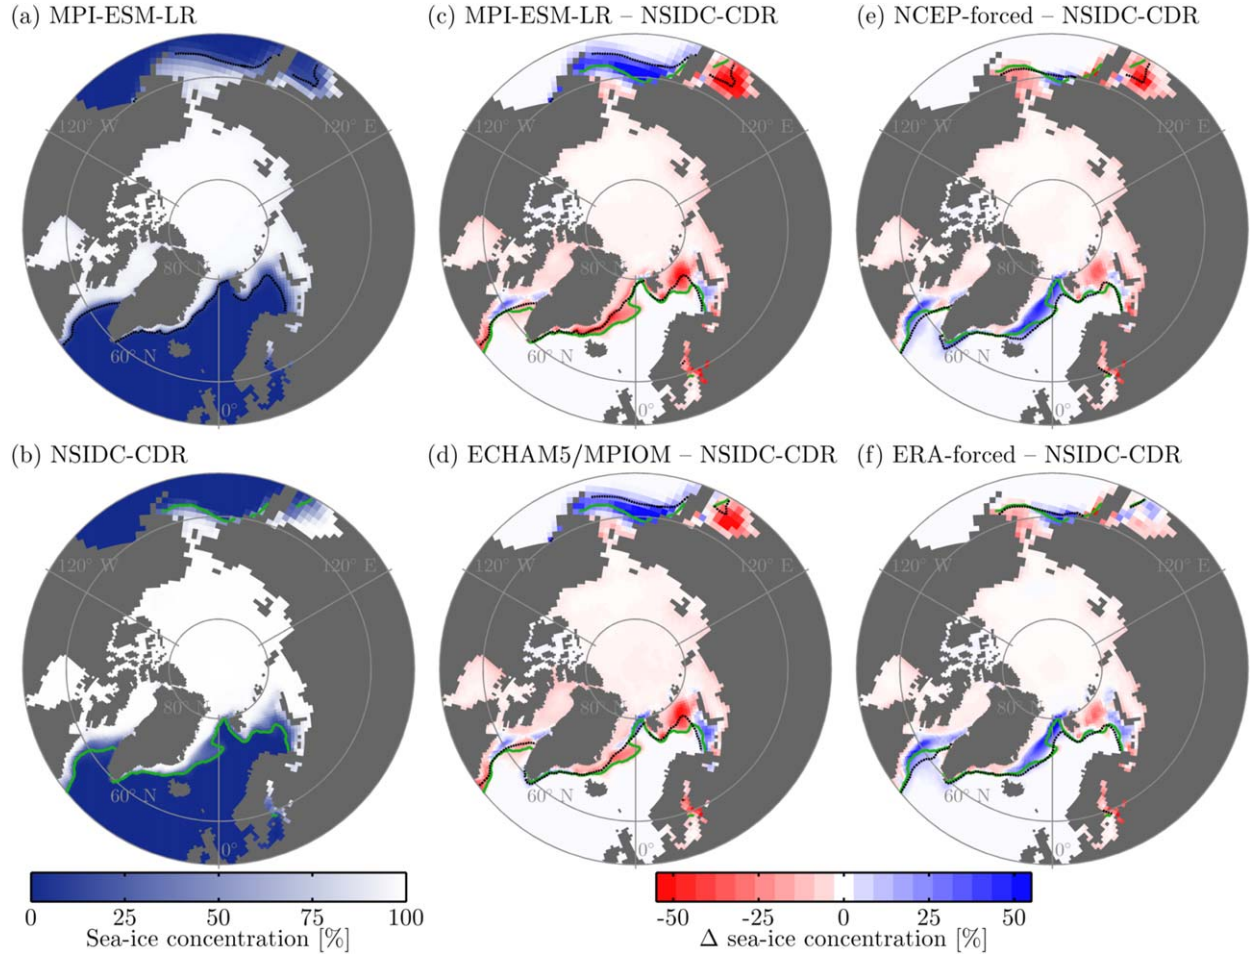 (a) MPI-ESM-LR
(c) MPI-ESM-LR – NSIDC-CDR
(e) NCEP-forced – NSIDC-CDR
120° W
120° E
120° W
120° E
120° W
120° E
80° N
80° N
80° N
60° N
60° N
60° N
0°
0°
0°
(b) NSIDC-CDR
(d) ECHAM5/MPIOM – NSIDC-CDR
(f) ERA-forced – NSIDC-CDR
120° W
120° E
120° W
120° E
120° W
120° E
80° N
80° N
80° N
60° N
60° N
60° N
0°
0°
0°
0 25 50 75 100
Sea-ice concentration [%]
-50 -25 0 25 50
Δ sea-ice concentration [%]